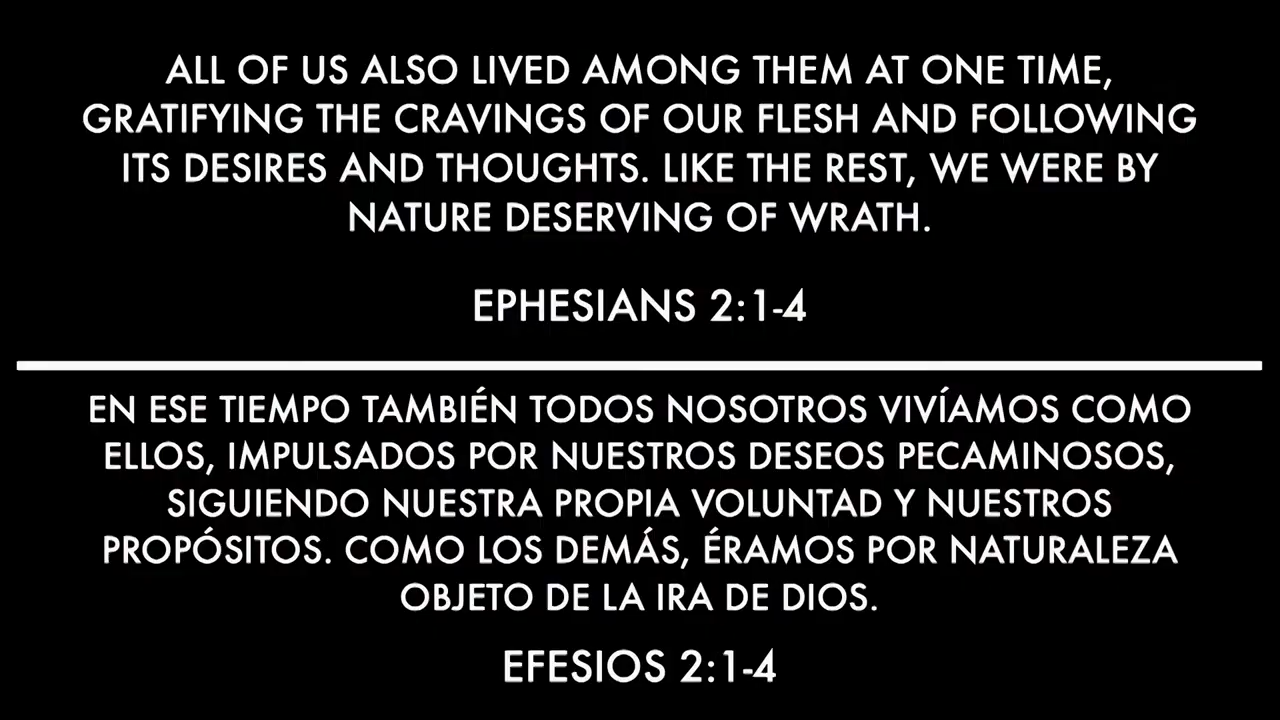 ALL OF US ALSO LIVED AMONG THEM AT ONE TIME,
GRATIFYING THE CRAVINGS OF OUR FLESH AND FOLLOWING
ITS DESIRES AND THOUGHTS. LIKE THE REST, WE WERE BY
NATURE DESERVING OF WRATH.
EPHESIANS 2:1-4
EN ESE TIEMPO TAMBIÉN TODOS NOSOTROS VIVÍAMOS COMO
ELLOS, IMPULSADOS POR NUESTROS DESEOS PECAMINOSOS,
SIGUIENDO NUESTRA PROPIA VOLUNTAD Y NUESTROS
PROPÓSITOS. COMO LOS DEMÁS, ÉRAMOS POR NATURALEZA
OBJETO DE LA IRA DE DIOS.
EFESIOS 2:1-4